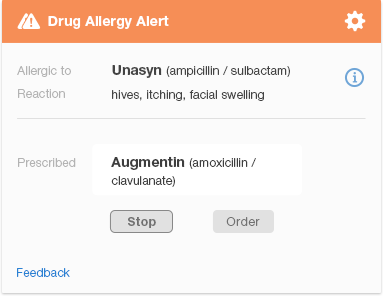 Drug Allergy Alert
Allergic to Unasyn (ampicillin / sulbactam)
Reaction hives, itching, facial swelling
Prescribed Augmentin (amoxicillin /
clavulanate)
Stop Order
Feedback